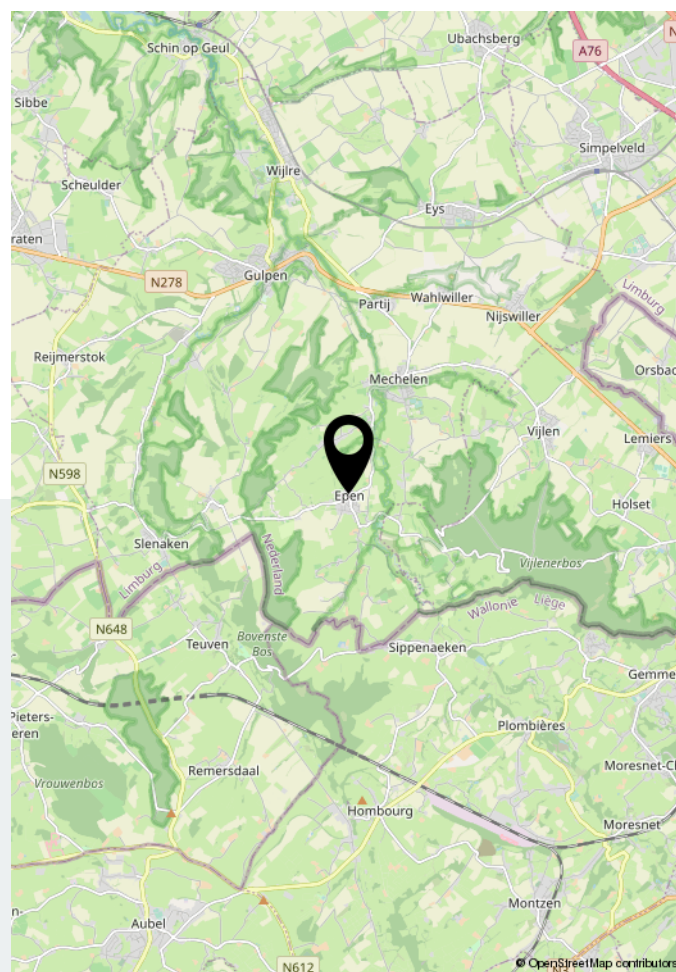 Schin op Geul
Ubachsberg
A76
N
Sibbe
Simpelveld
Wijlre
Scheulder
Eys
raten
Gulpen
N278
Limburg
Partij
Wahlwiller
Nijswiller
Reijmerstok
Orsbac
Mechelen
Vijlen
Lemiers
N598
Epen
Holset
Slenaken
Nederland
Vijlenerbos
Limburg
Wallonie
Liège
N648
Bovenste
Bos
Teuven
Sippenaeken
Gemme
Pieters-
eren
Plombières
Remersdaal
Moresnet-Ch
Vrouwenbos
Hombourg
Moresnet
Montzen
n-
Aubel
N612
© OpenStreetMap contributors